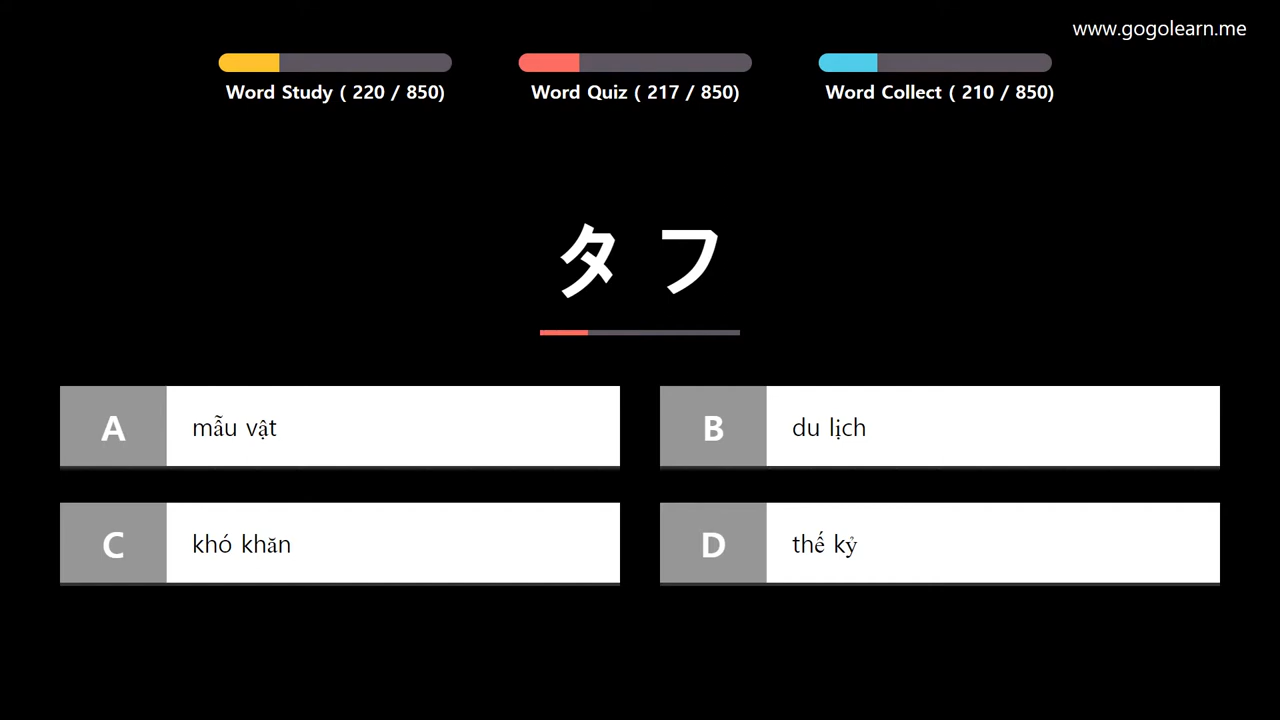 www.gogolearn.me
Word Study ( 220 / 850)
Word Quiz ( 217 / 850)
Word Collect ( 210 / 850)
タフ
A mẫu vật
B du lịch
C khó khăn
D thế kỷ